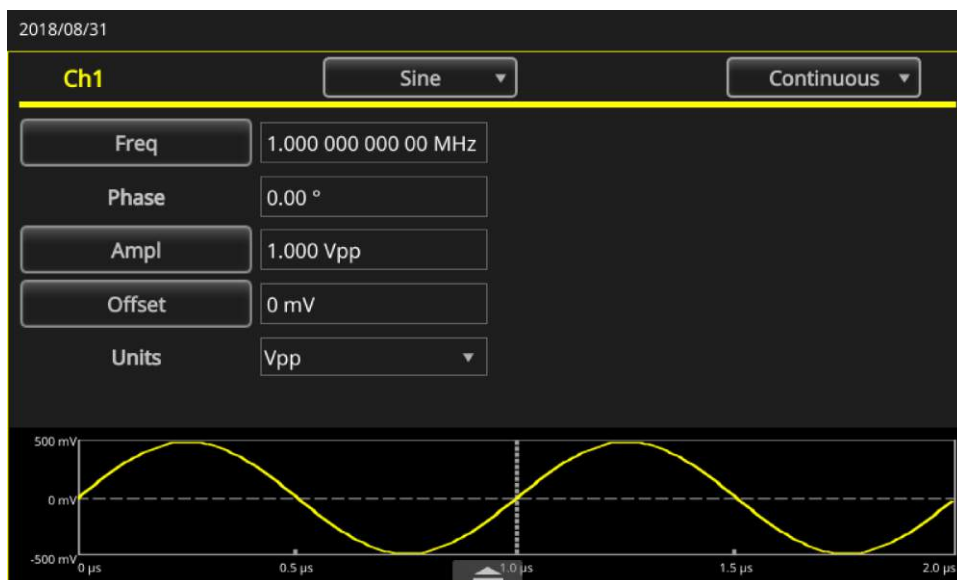 2018/08/31
Ch1 Sine Continuous
Freq 1.000 000 000 00 MHz
Phase 0.00 °
Ampl 1.000 Vpp
Offset 0 mV
Units Vpp
500 mV
0 mV
-500 mV
0 µs 0.5 µs 1.0 µs 1.5 µs 2.0 µs